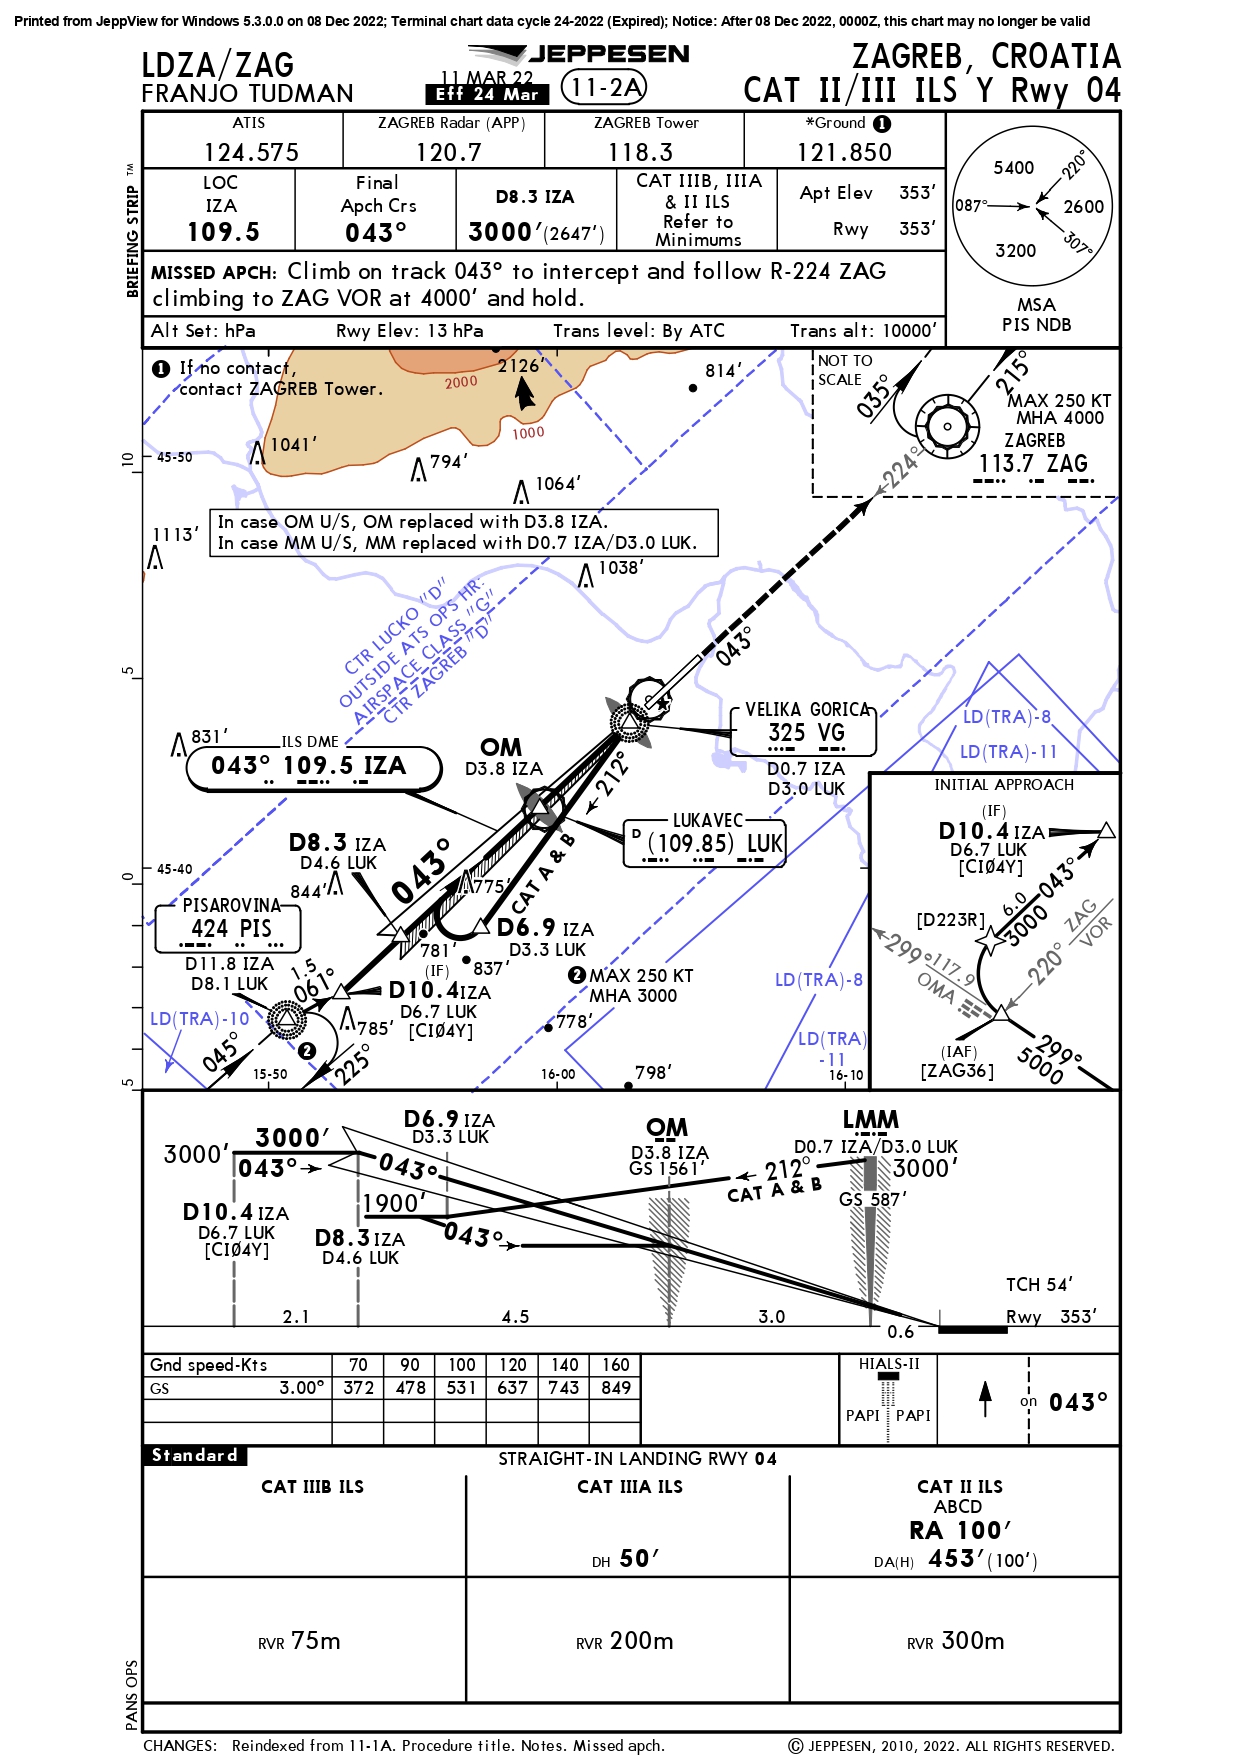 Printed from JeppView for Windows 5.3.0.0 on 08 Dec 2022; Terminal chart data cycle 24-2022 (Expired); Notice: After 08 Dec 2022, 0000Z, this chart may no longer be valid
LDZA/ZAG
FRANJO TUDMAN
JEPPESEN
11 MAR 22
Eff 24 Mar
11-2A
ZAGREB, CROATIA
CAT II/III ILS Y Rwy 04
BRIEFING STRIP ™
ATIS
124.575
ZAGREB Radar (APP)
120.7
ZAGREB Tower
118.3
*Ground 1
121.850
LOC
IZA
109.5
Final
Apch Crs
043°
D8.3 IZA
3000'(2647')
CAT IIIB, IIIA
& II ILS
Refer to
Minimums
Apt Elev 353'
Rwy 353'
MISSED APCH: Climb on track 043° to intercept and follow R-224 ZAG
climbing to ZAG VOR at 4000' and hold.
Alt Set: hPa Rwy Elev: 13 hPa Trans level: By ATC Trans alt: 10000'
5400
220°
087°
2600
3200
307°
MSA
PIS NDB
1 If no contact,
contact ZAGREB Tower.
2126'
2000
1000
814'
1041'
794'
1064'
1113'
1038'
10
45-50
In case OM U/S, OM replaced with D3.8 IZA.
In case MM U/S, MM replaced with D0.7 IZA/D3.0 LUK.
NOT TO
SCALE
035°
215°
MAX 250 KT
MHA 4000
ZAGREB
113.7 ZAG
224°
043°
CTR LUCKO "D"
OUTSIDE ATS OPS HR:
AIRSPACE CLASS "G"
CTR ZAGREB "D"
5
831'
ILS DME
043° 109.5 IZA
OM
D3.8 IZA
212°
VELIKA GORICA
325 VG
D0.7 IZA
D3.0 LUK
LD(TRA)-8
LD(TRA)-11
LUKAVEC
D (109.85) LUK
D8.3 IZA
D4.6 LUK
043°
CAT A & B
844'
775'
0
45-40
PISAROVINA
424 PIS
D11.8 IZA
D8.1 LUK
D6.9 IZA
D3.3 LUK
781'
837'
(IF)
D10.4 IZA
D6.7 LUK
[CIØ4Y]
1.5
061°
785'
2 MAX 250 KT
MHA 3000
778'
798'
LD(TRA)-10
045°
2
225°
LD(TRA)-8
LD(TRA)
-11
5
15-50
16-00
16-10
INITIAL APPROACH
(IF)
D10.4 IZA
D6.7 LUK
[CIØ4Y]
043°
6.0
3000
[D223R]
ZAG
VOR
220°
299°
117.9
OMA
(IAF)
[ZAG36]
299°
5000
3000'
3000'
043°
D6.9 IZA
D3.3 LUK
043°
OM
D3.8 IZA
GS 1561'
LMM
D0.7 IZA/D3.0 LUK
212°
3000'
CAT A & B
GS 587'
1900'
043°
D10.4 IZA
D6.7 LUK
[CIØ4Y]
D8.3 IZA
D4.6 LUK
TCH 54'
Rwy 353'
2.1
4.5
3.0
0.6
Gnd speed-Kts 70 90 100 120 140 160
GS 3.00° 372 478 531 637 743 849
HIALS-II
PAPI PAPI
on 043°
Standard
STRAIGHT-IN LANDING RWY 04
CAT IIIB ILS
CAT IIIA ILS
CAT II ILS
ABCD
RA 100'
DH 50'
DA(H) 453'(100')
RVR 75m
RVR 200m
RVR 300m
PANS OPS
CHANGES: Reindexed from 11-1A. Procedure title. Notes. Missed apch.
© JEPPESEN, 2010, 2022. ALL RIGHTS RESERVED.